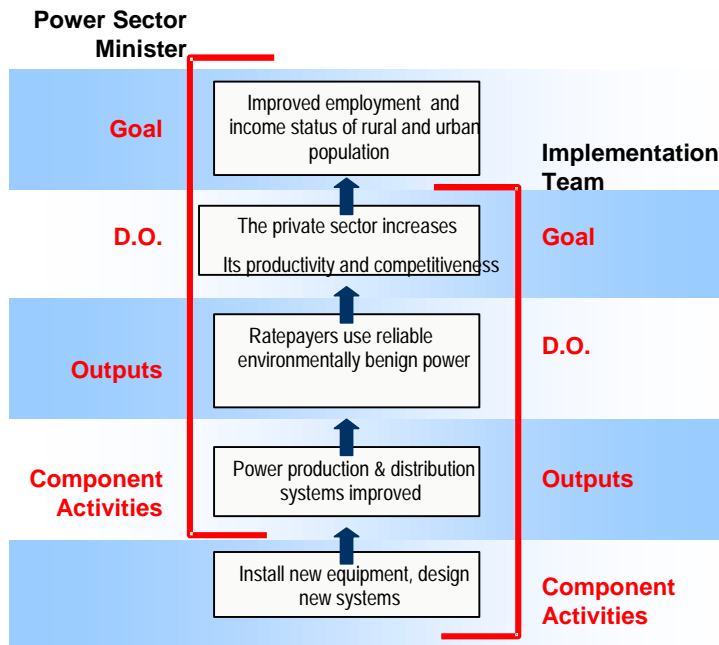 Power Sector
Minister
Goal
D.O.
Outputs
Component
Activities
Improved employment and
income status of rural and urban
population
The private sector increases
Its productivity and competitiveness
Ratepayers use reliable
environmentally benign power
Power production & distribution
systems improved
Install new equipment, design
new systems
Implementation
Team
Goal
D.O.
Outputs
Component
Activities